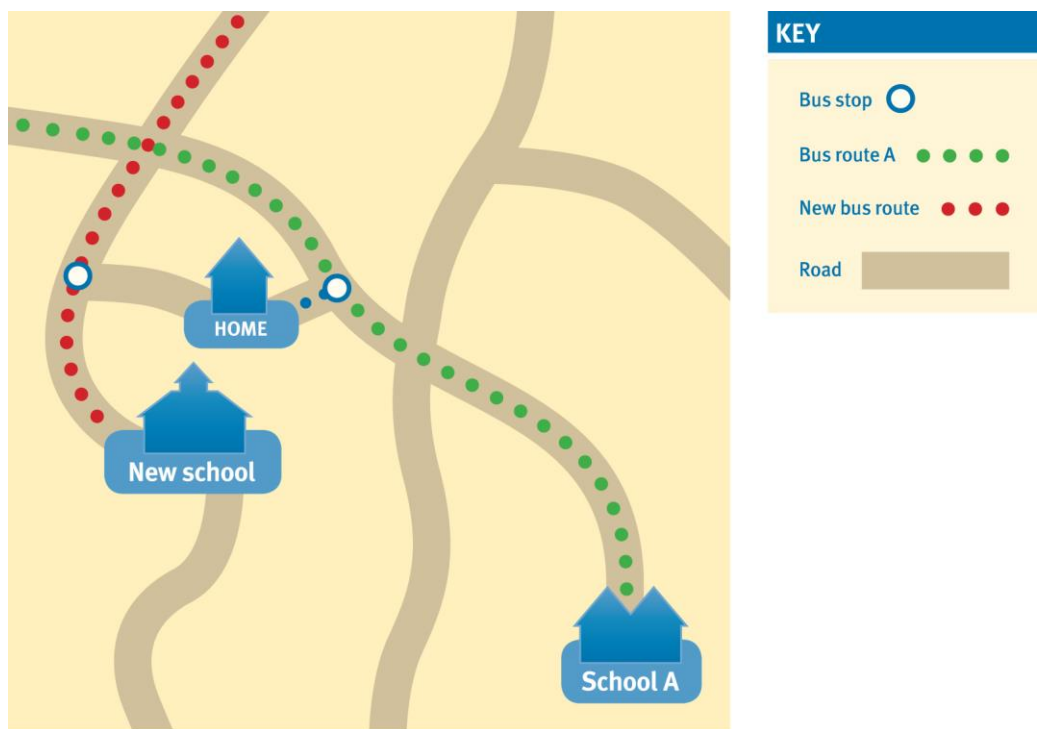 HOME
New school
School A
KEY
Bus stop
Bus route A
New bus route
Road